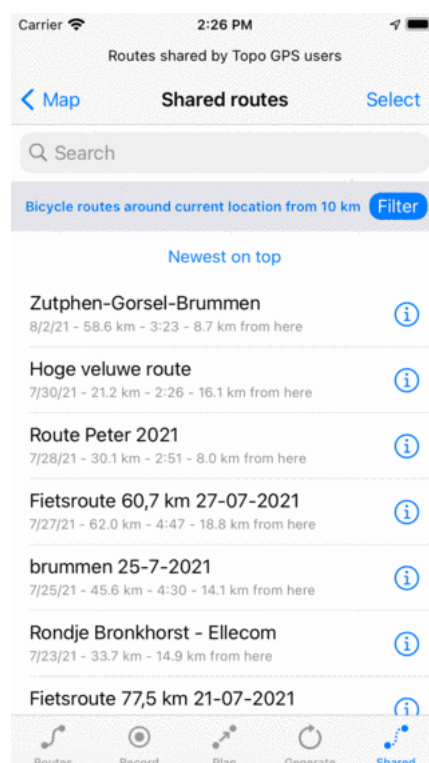 Carrier 2:26 PM
Routes shared by Topo GPS users
Map Shared routes Select
Search
Bicycle routes around current location from 10 km Filter
Newest on top
Zutphen-Gorsel-Brummen
8/2/21 - 58.6 km - 3:23 - 8.7 km from here
Hoge veluwe route
7/30/21 - 21.2 km - 2:26 - 16.1 km from here
Route Peter 2021
7/28/21 - 30.1 km - 2:51 - 8.0 km from here
Fietsroute 60,7 km 27-07-2021
7/27/21 - 62.0 km - 4:47 - 18.8 km from here
brummen 25-7-2021
7/25/21 - 45.6 km - 4:30 - 14.1 km from here
Rondje Bronkhorst - Ellecom
7/23/21 - 33.7 km - 14.9 km from here
Fietsroute 77,5 km 21-07-2021
Routes Record Plan Generate Shared